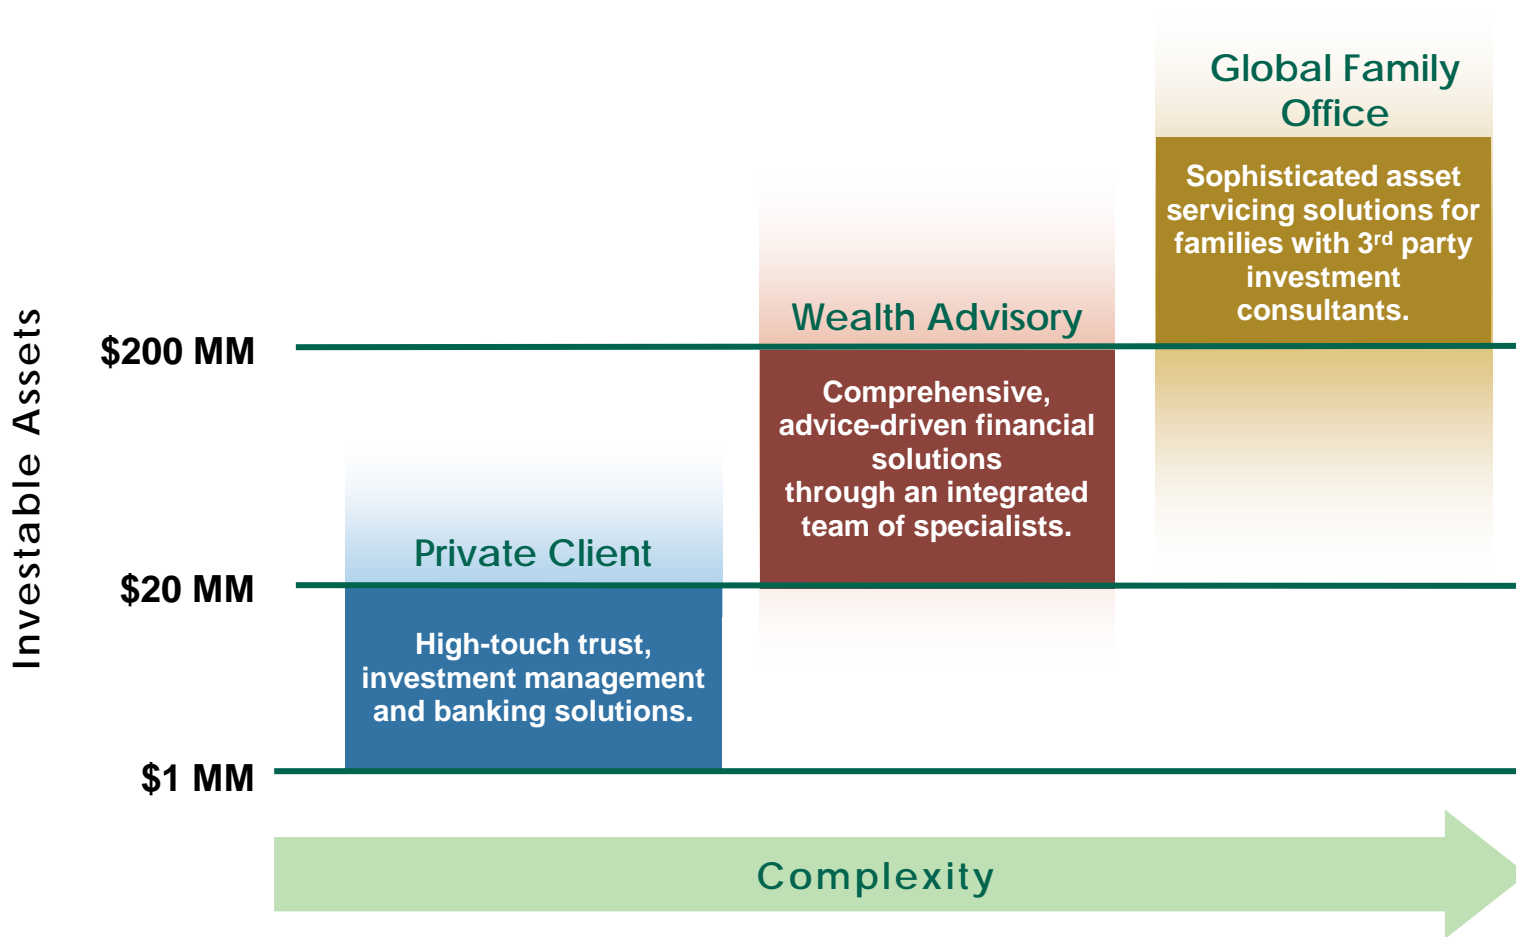 Global Family
Office
Sophisticated asset
servicing solutions for
families with 3rd party
investment
consultants.
Wealth Advisory
Comprehensive,
advice-driven financial
solutions
through an integrated
team of specialists.
Private Client
High-touch trust,
investment management
and banking solutions.
Investable Assets
$200 MM
$20 MM
$1 MM
Complexity